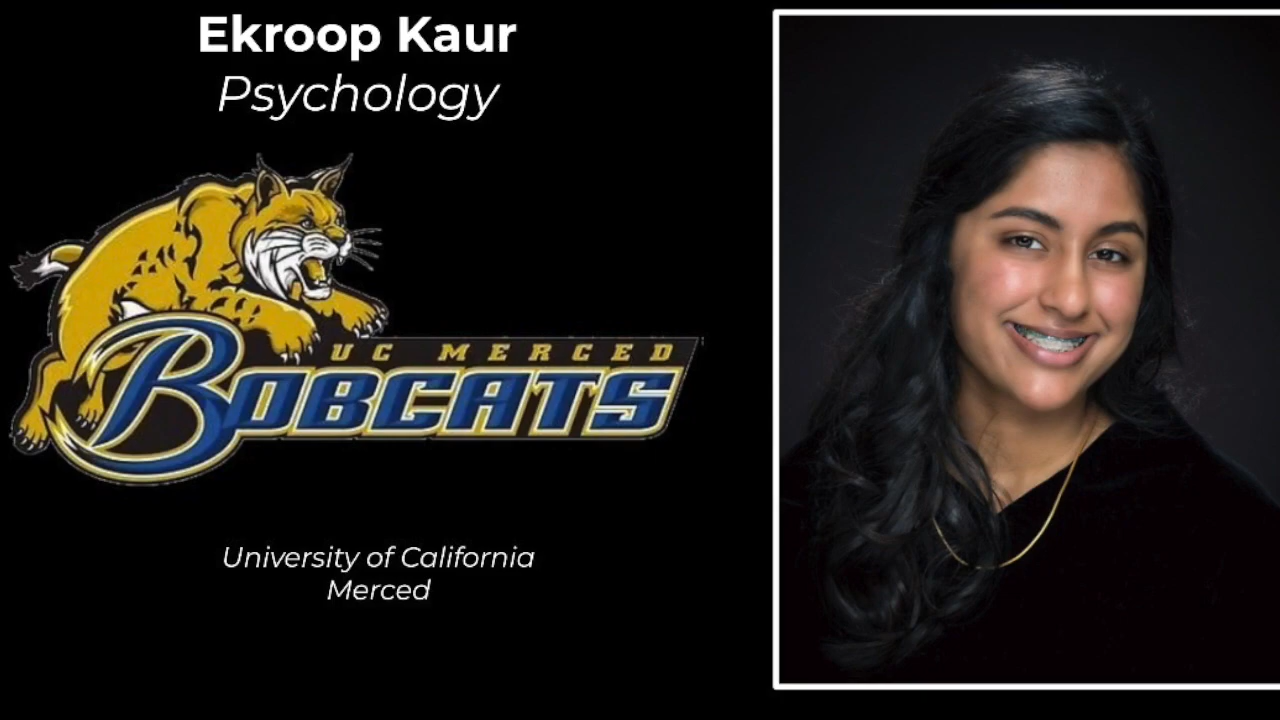 Ekroop Kaur
Psychology
UC MERCED
BOBCATS
University of California
Merced